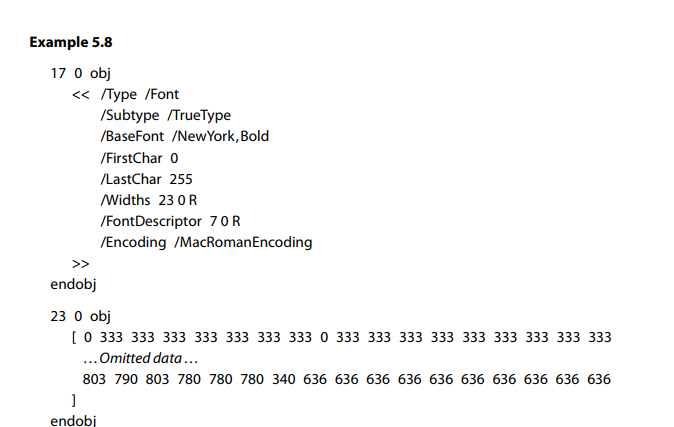 Example 5.8
17 0 obj
<< /Type /Font
/Subtype /TrueType
/BaseFont /NewYork,Bold
/FirstChar 0
/LastChar 255
/Widths 23 0 R
/FontDescriptor 7 0 R
/Encoding /MacRomanEncoding
>>
endobj
23 0 obj
[ 0 333 333 333 333 333 333 333 0 333 333 333 333 333 333 333 333 333
…Omitted data…
803 790 803 780 780 780 340 636 636 636 636 636 636 636 636 636 636
]
endobj